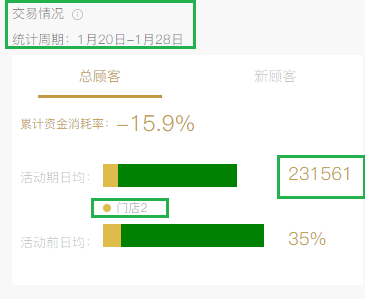 交易情况
统计周期：1月20日-1月28日
总顾客 新顾客
累计资金消耗率：-15.9%
活动期日均： 231561
门店2
活动前日均： 35%